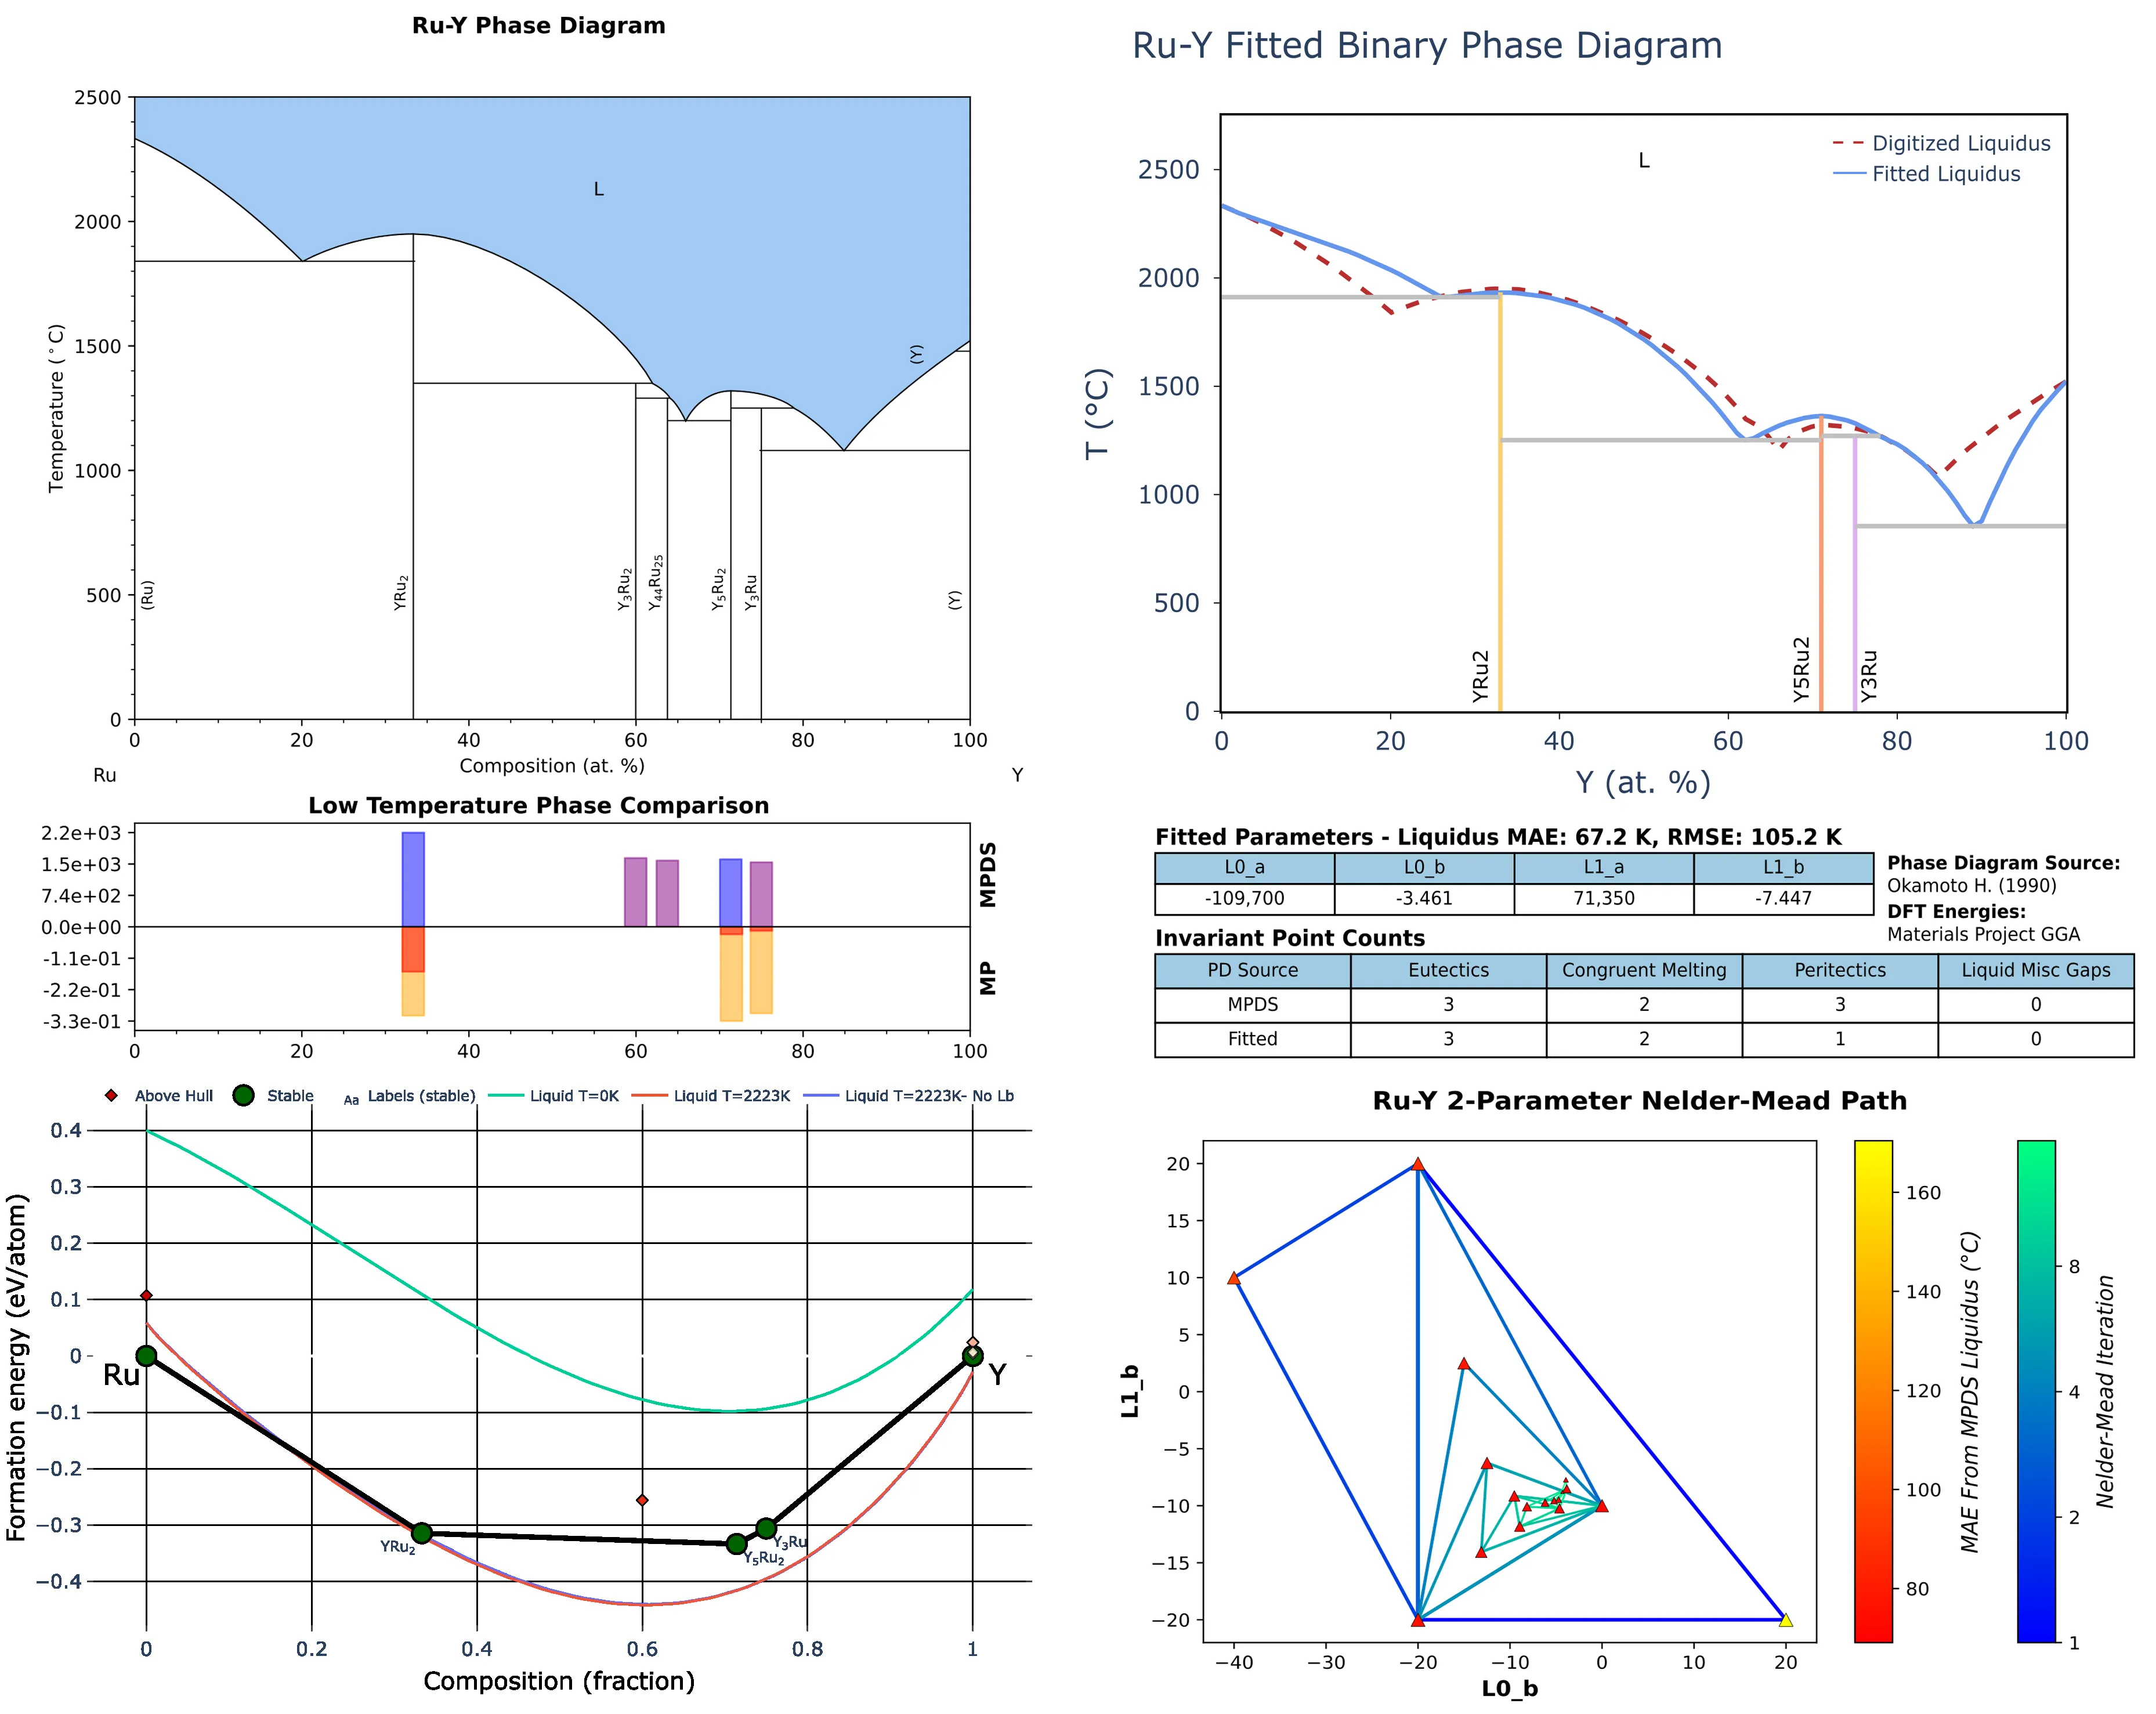 Ru-Y Phase Diagram
2500
2000
1500
1000
500
0
Temperature (°C)
L
(Y)
(Ru)
YRu2
Y3Ru2
Y44Ru25
Y5Ru2
Y3Ru
(Y)
0 20 40 60 80 100
Composition (at. %)
Ru Y
Ru-Y Fitted Binary Phase Diagram
L
Digitized Liquidus
Fitted Liquidus
2500
2000
1500
1000
500
0
T (°C)
YRu2
Y5Ru2
Y3Ru
0 20 40 60 80 100
Y (at. %)
Low Temperature Phase Comparison
2.2e+03
1.5e+03
7.4e+02
0.0e+00
-1.1e-01
-2.2e-01
-3.3e-01
MPDS
MP
0 20 40 60 80 100
Fitted Parameters - Liquidus MAE: 67.2 K, RMSE: 105.2 K
L0_a L0_b L1_a L1_b
-109,700 -3.461 71,350 -7.447
Phase Diagram Source:
Okamoto H. (1990)
DFT Energies:
Materials Project GGA
Invariant Point Counts
PD Source Eutectics Congruent Melting Peritectics Liquid Misc Gaps
MPDS 3 2 3 0
Fitted 3 2 1 0
Above Hull Stable Aa Labels (stable) Liquid T=0K Liquid T=2223K Liquid T=2223K- No Lb
0.4
0.3
0.2
0.1
0
−0.1
−0.2
−0.3
−0.4
Formation energy (eV/atom)
Ru
Y
YRu2
Y5Ru2
Y3Ru
0 0.2 0.4 0.6 0.8 1
Composition (fraction)
Ru-Y 2-Parameter Nelder-Mead Path
20
15
10
5
0
−5
−10
−15
−20
L1_b
−40 −30 −20 −10 0 10 20
L0_b
160
140
120
100
80
MAE From MPDS Liquidus (°C)
8
4
2
1
Nelder-Mead Iteration